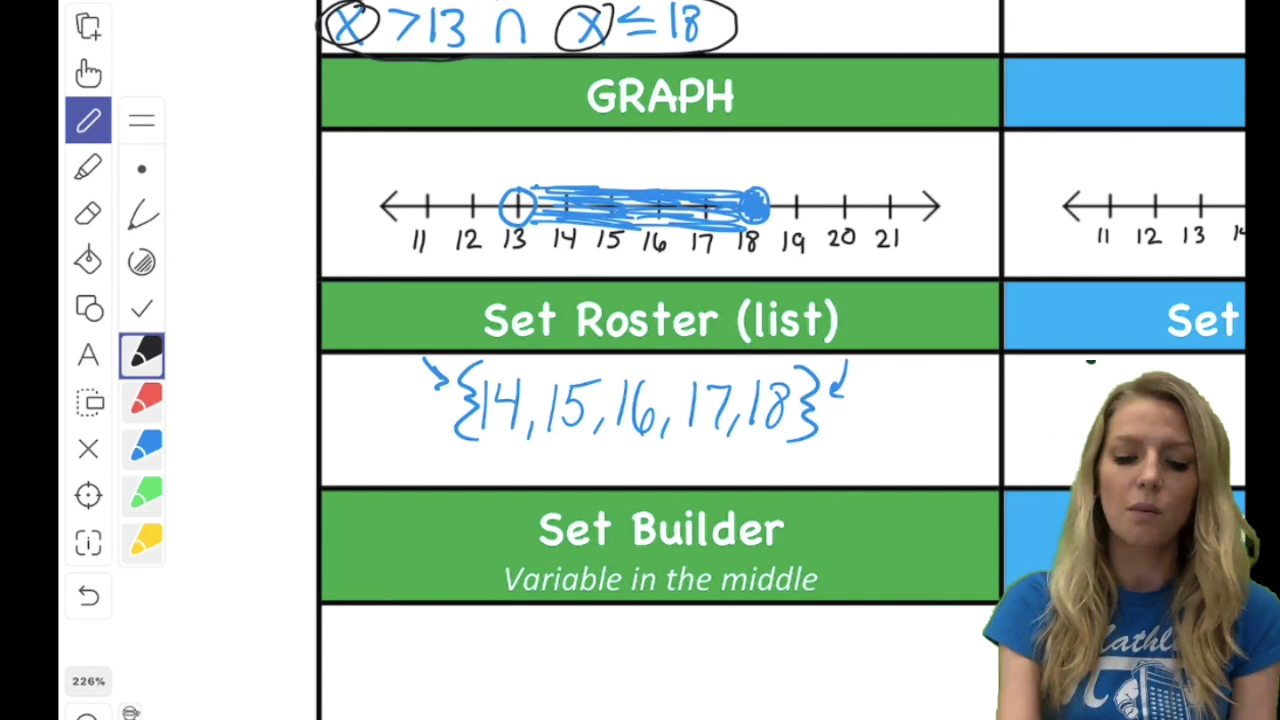 x > 13 ∩ x ≤ 18
GRAPH
11 12 13 14 15 16 17 18 19 20 21
11 12 13 14
Set Roster (list)
Set
{14, 15, 16, 17, 18}
Set Builder
Variable in the middle
A
226%